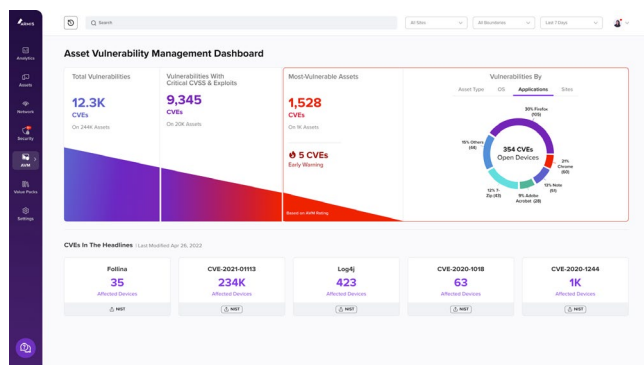 ARMIS
Search
All Sites
All Boundaries
Last 7 Days
Analytics
Assets
Network
Security
AVM
Value Packs
Settings
Asset Vulnerability Management Dashboard
Total Vulnerabilities
12.3K
CVEs
On 244K Assets
Vulnerabilities With
Critical CVSS & Exploits
9,345
CVEs
On 20K Assets
Most-Vulnerable Assets
1,528
CVEs
On 1K Assets
5 CVEs
Early Warning
Based on AVM Rating
Vulnerabilities By
Asset Type OS Applications Sites
30% Firefox
(105)
15% Others
(58)
354 CVEs
Open Devices
21%
Chrome
(60)
13% Note
(51)
12% 7-
Zip (43)
9% Adobe
Acrobat (28)
CVEs In The Headlines | Last Modified Apr 26, 2022
Follina
35
Affected Devices
NIST
CVE-2021-01113
234K
Affected Devices
NIST
Log4j
423
Affected Devices
NIST
CVE-2020-1018
63
Affected Devices
NIST
CVE-2020-1244
1K
Affected Devices
NIST